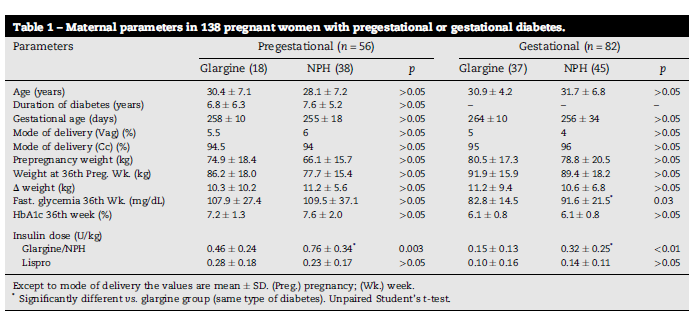 Table 1 – Maternal parameters in 138 pregnant women with pregestational or gestational diabetes.
Parameters Pregestational (n = 56) Gestational (n = 82)
Glargine (18) NPH (38) p Glargine (37) NPH (45) p
Age (years) 30.4 ± 7.1 28.1 ± 7.2 >0.05 30.9 ± 4.2 31.7 ± 6.8 >0.05
Duration of diabetes (years) 6.8 ± 6.3 7.6 ± 5.2 >0.05 – – –
Gestational age (days) 258 ± 10 255 ± 18 >0.05 264 ± 10 256 ± 34 >0.05
Mode of delivery (Vag) (%) 5.5 6 >0.05 5 4 >0.05
Mode of delivery (Cc) (%) 94.5 94 >0.05 95 96 >0.05
Prepregnancy weight (kg) 74.9 ± 18.4 66.1 ± 15.7 >0.05 80.5 ± 17.3 78.8 ± 20.5 >0.05
Weight at 36th Preg. Wk. (kg) 86.2 ± 18.0 77.7 ± 15.4 >0.05 91.9 ± 15.9 89.4 ± 18.2 >0.05
Δ weight (kg) 10.3 ± 10.2 11.2 ± 5.6 >0.05 11.2 ± 9.4 10.6 ± 6.8 >0.05
Fast. glycemia 36th Wk. (mg/dL) 107.9 ± 27.4 109.5 ± 37.1 >0.05 82.8 ± 14.5 91.6 ± 21.5* 0.03
HbA1c 36th week (%) 7.2 ± 1.3 7.6 ± 2.0 >0.05 6.1 ± 0.8 6.1 ± 0.8 >0.05
Insulin dose (U/kg)
Glargine/NPH 0.46 ± 0.24 0.76 ± 0.34* 0.003 0.15 ± 0.13 0.32 ± 0.25* <0.01
Lispro 0.28 ± 0.18 0.23 ± 0.17 >0.05 0.10 ± 0.16 0.14 ± 0.11 >0.05
Except to mode of delivery the values are mean ± SD. (Preg.) pregnancy; (Wk.) week.
* Significantly different vs. glargine group (same type of diabetes). Unpaired Student's t-test.